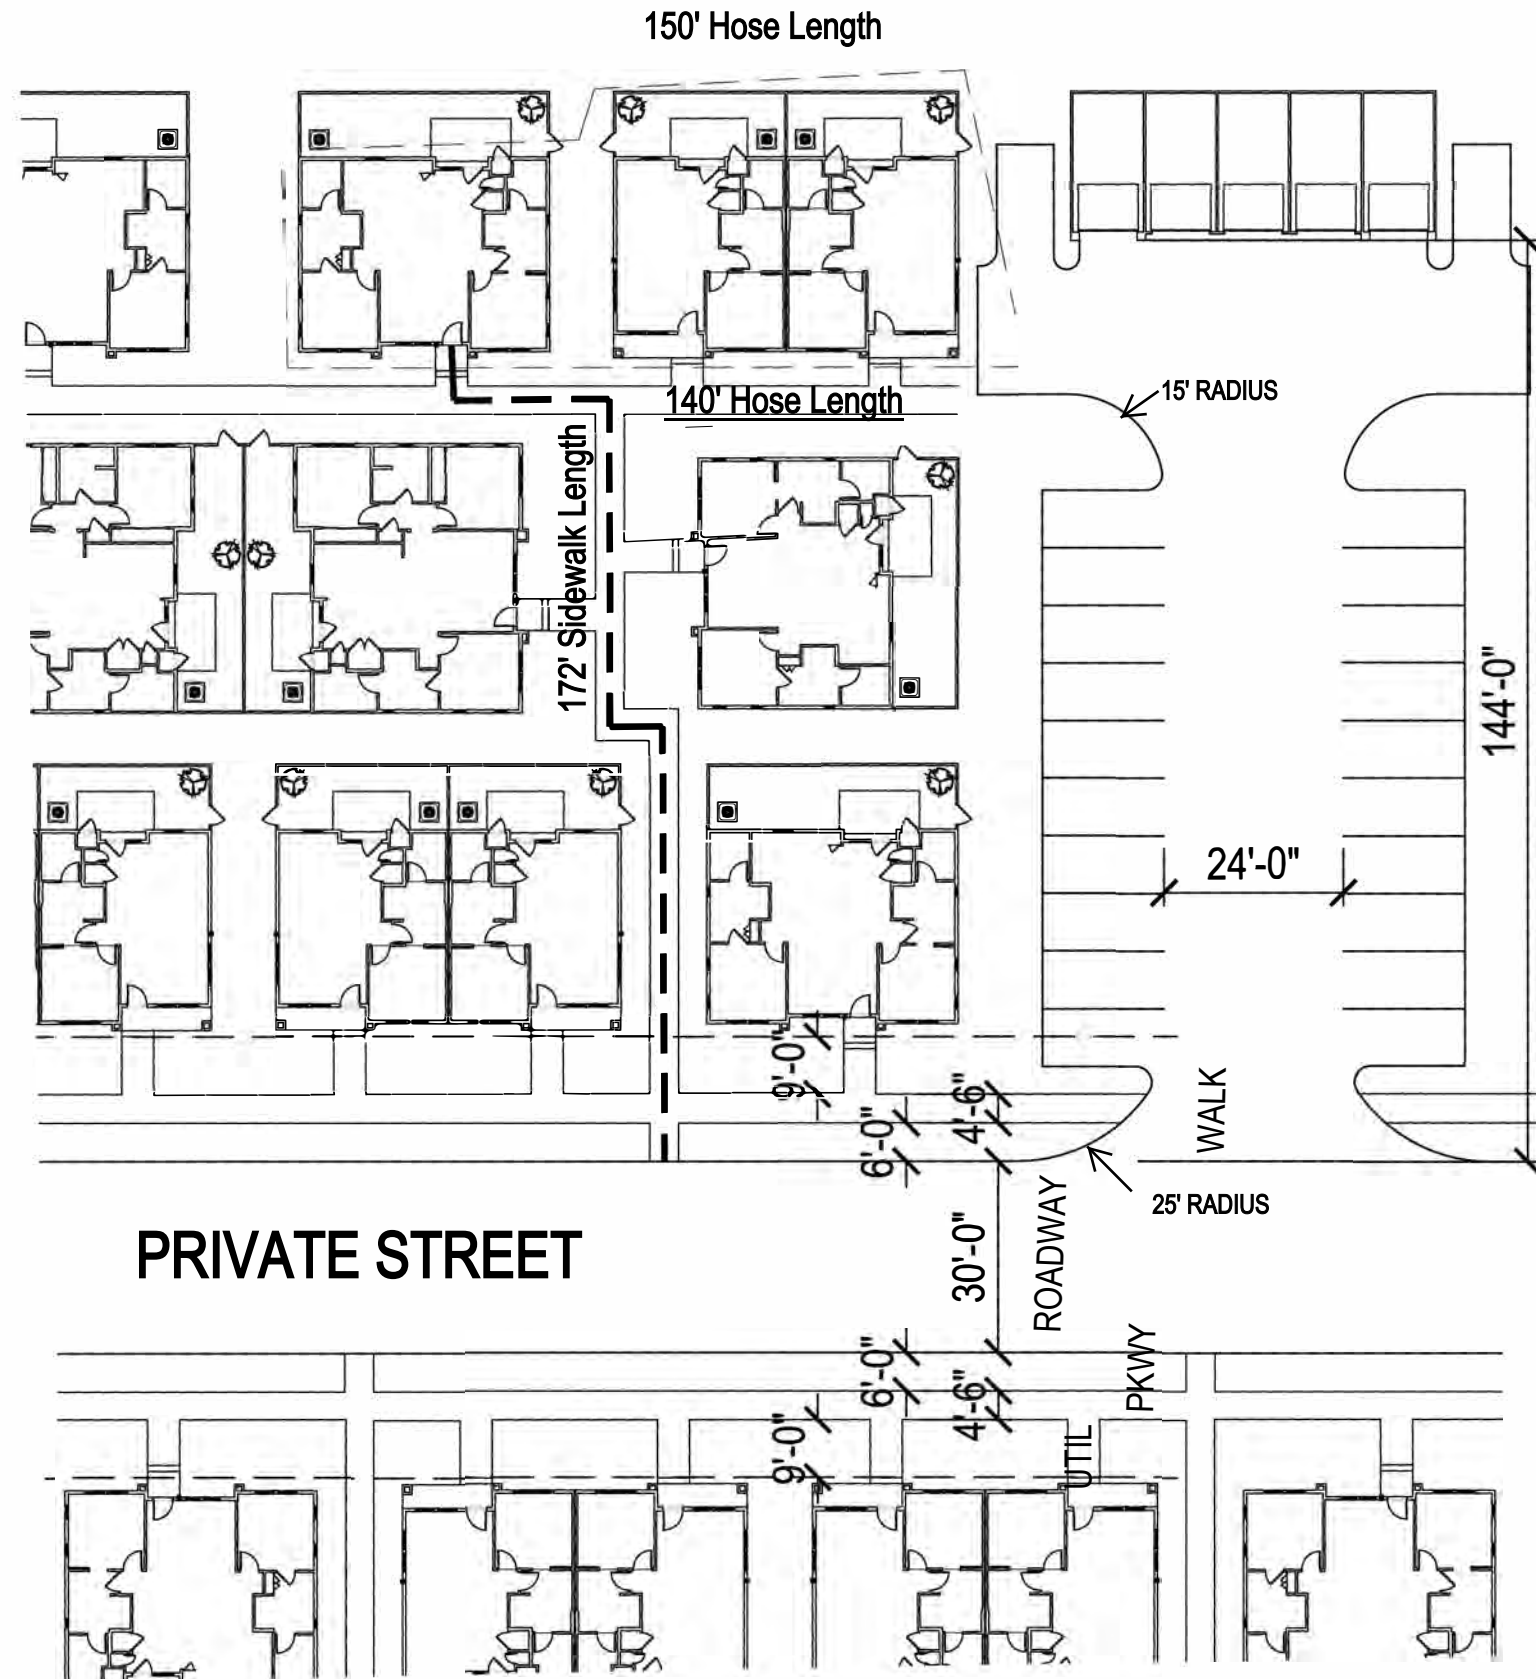 150' Hose Length
15' RADIUS
140' Hose Length
172' Sidewalk Length
144'-0"
24'-0"
9'-0"
6'-0"
4'-6"
WALK
25' RADIUS
PRIVATE STREET
30'-0"
ROADWAY
6'-0"
4'-6"
PKWY
9'-0"
UTIL